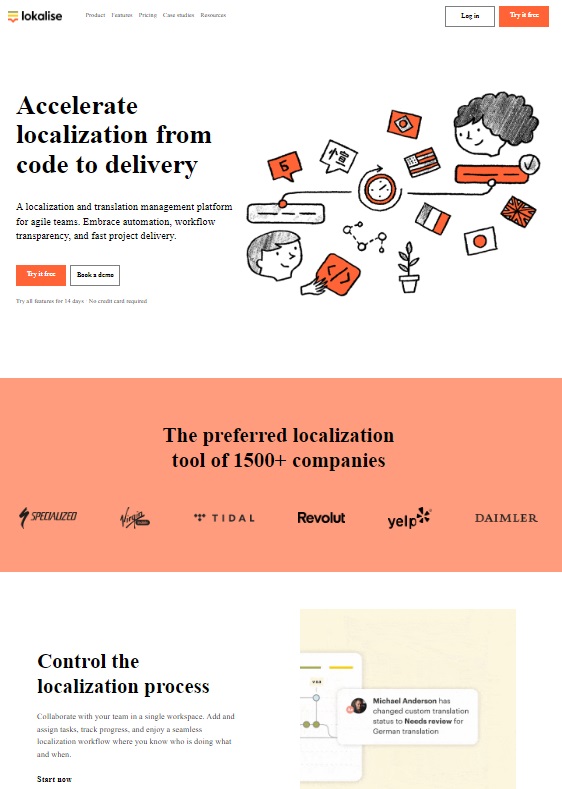 lokalise
Product Features Pricing Case studies Resources
Log in
Try it free
Accelerate
localization from
code to delivery
A localization and translation management platform
for agile teams. Embrace automation, workflow
transparency, and fast project delivery.
Try it free
Book a demo
Try all features for 14 days · No credit card required
</>
The preferred localization
tool of 1500+ companies
SPECIALIZED
Virgin
TIDAL
Revolut
yelp
DAIMLER
Control the
localization process
Collaborate with your team in a single workspace. Add and
assign tasks, track progress, and enjoy a seamless
localization workflow where you know who is doing what
and when.
Start now
Michael Anderson has
changed custom translation
status to Needs review for
German translation